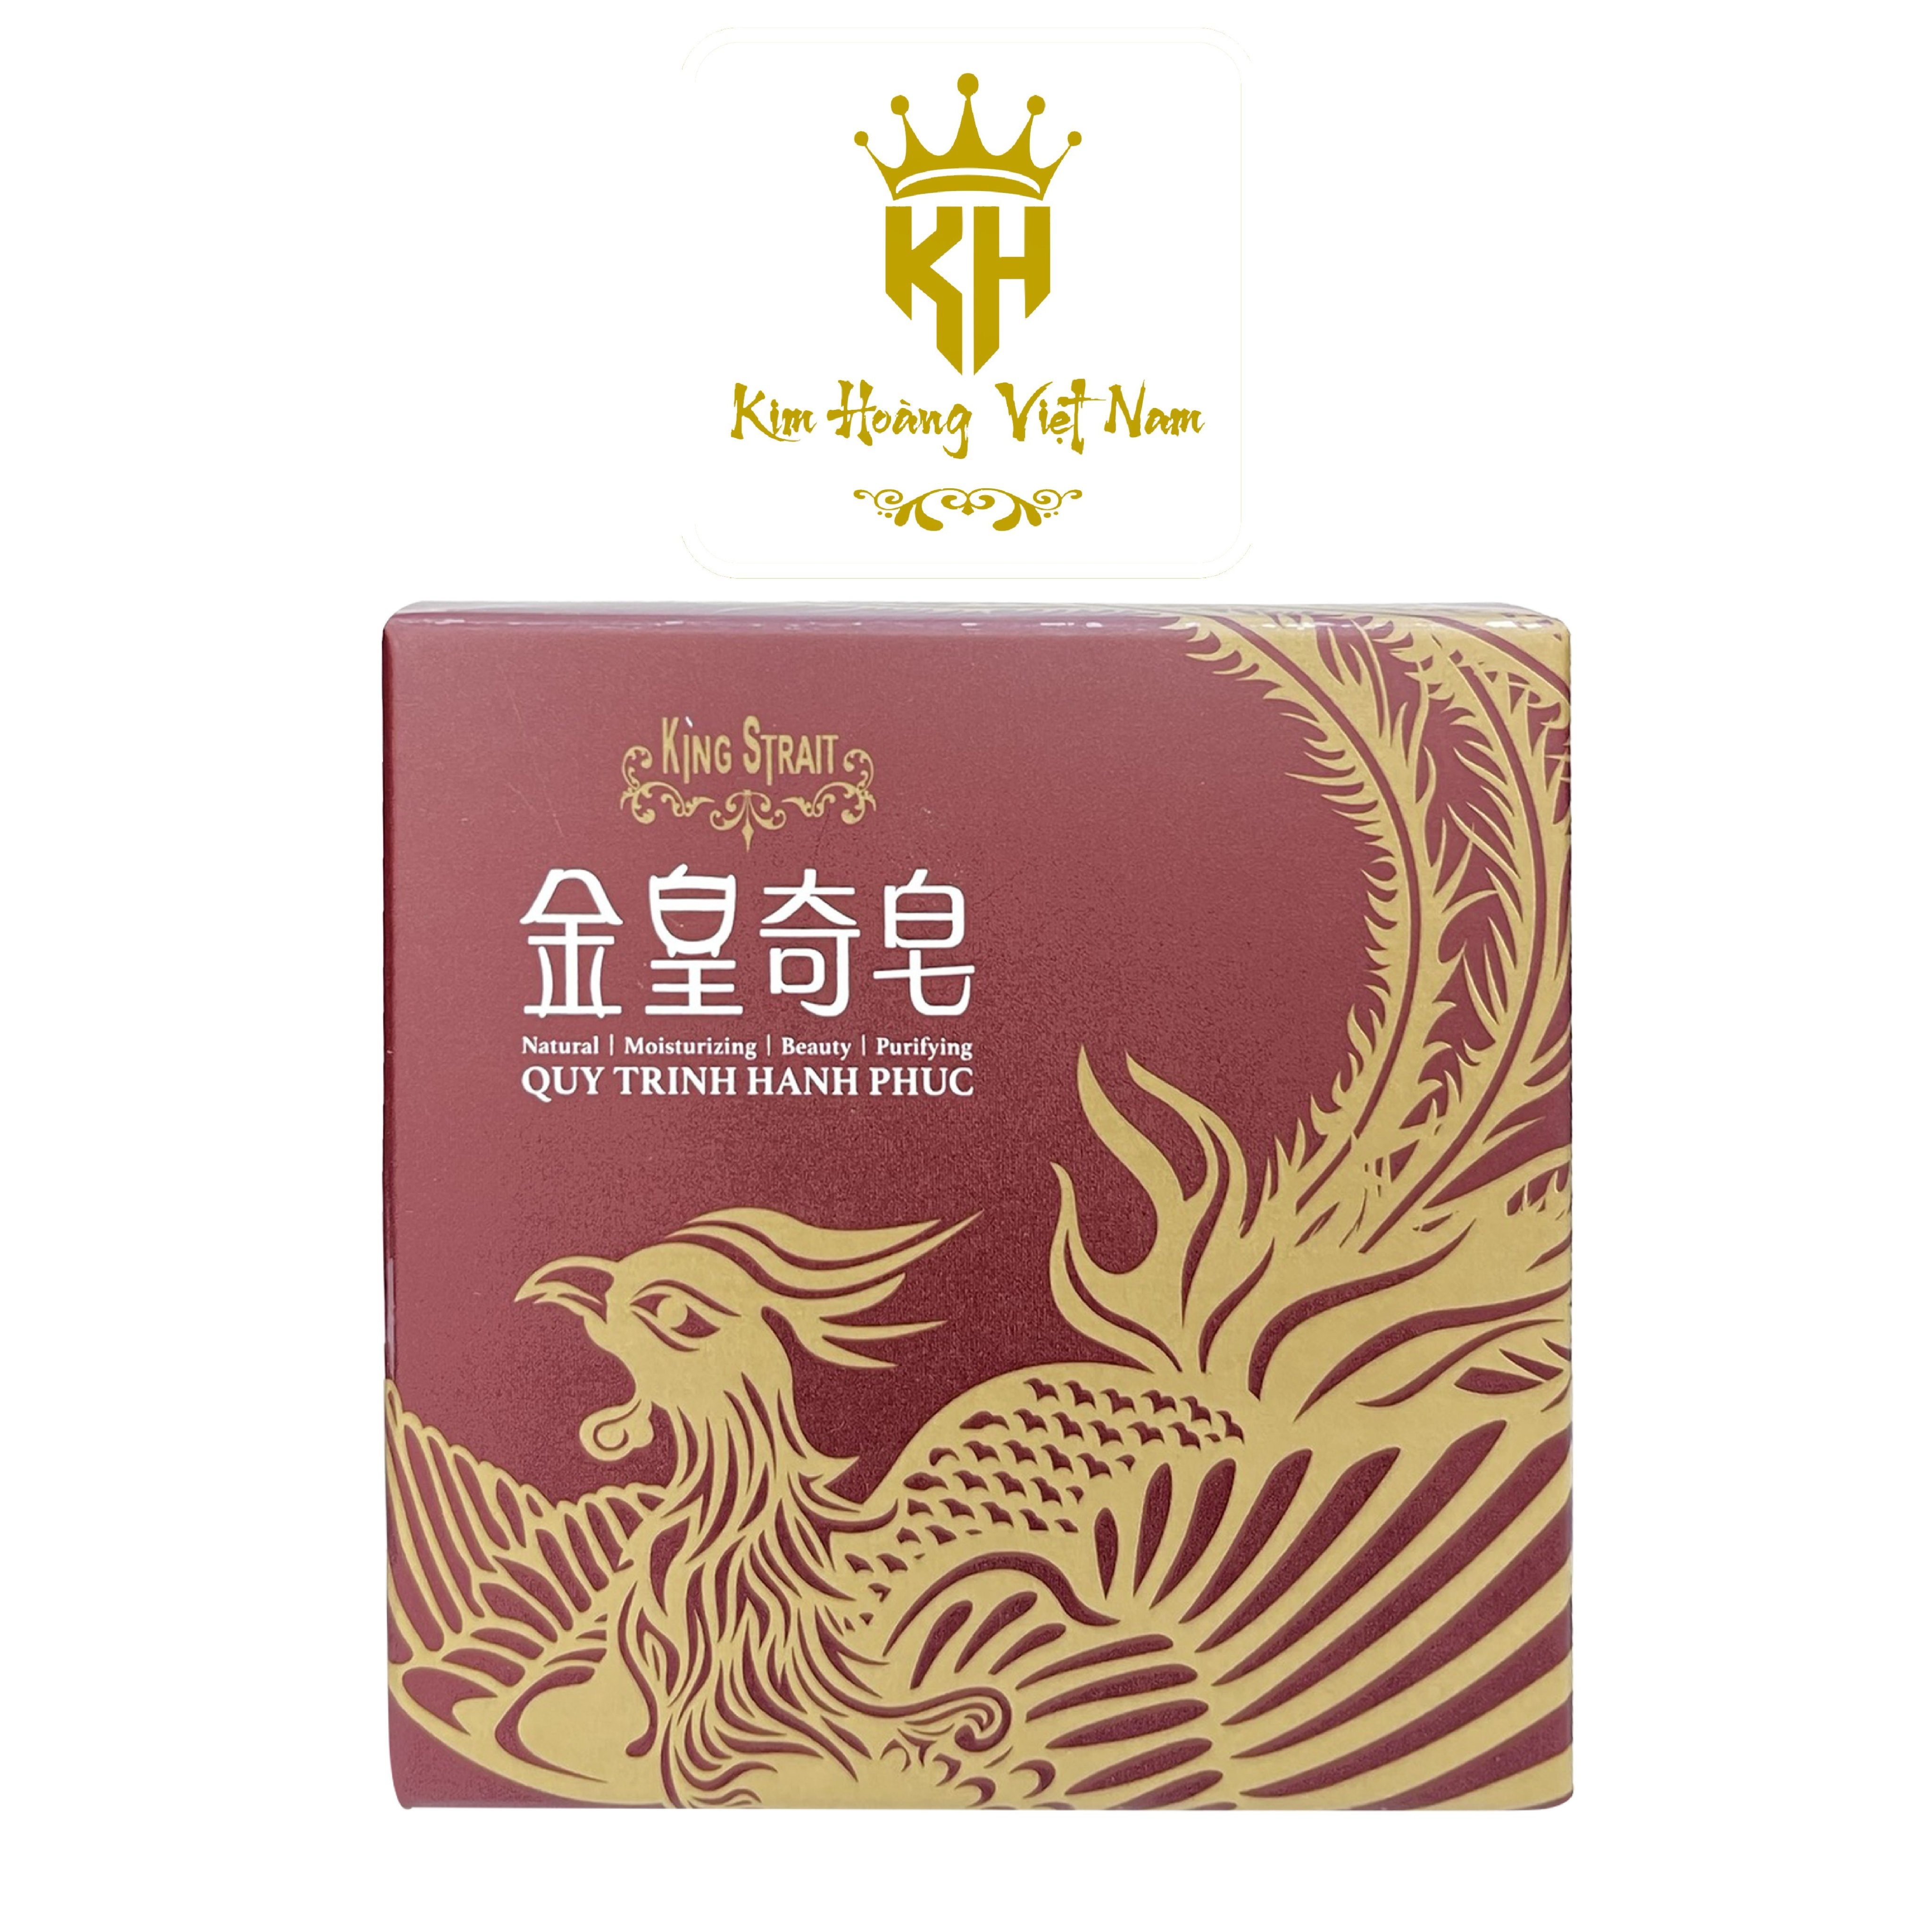 KH
Kim Hoàng Việt Nam
KING STRAIT
金皇奇皂
Natural | Moisturizing | Beauty | Purifying
QUY TRINH HANH PHUC